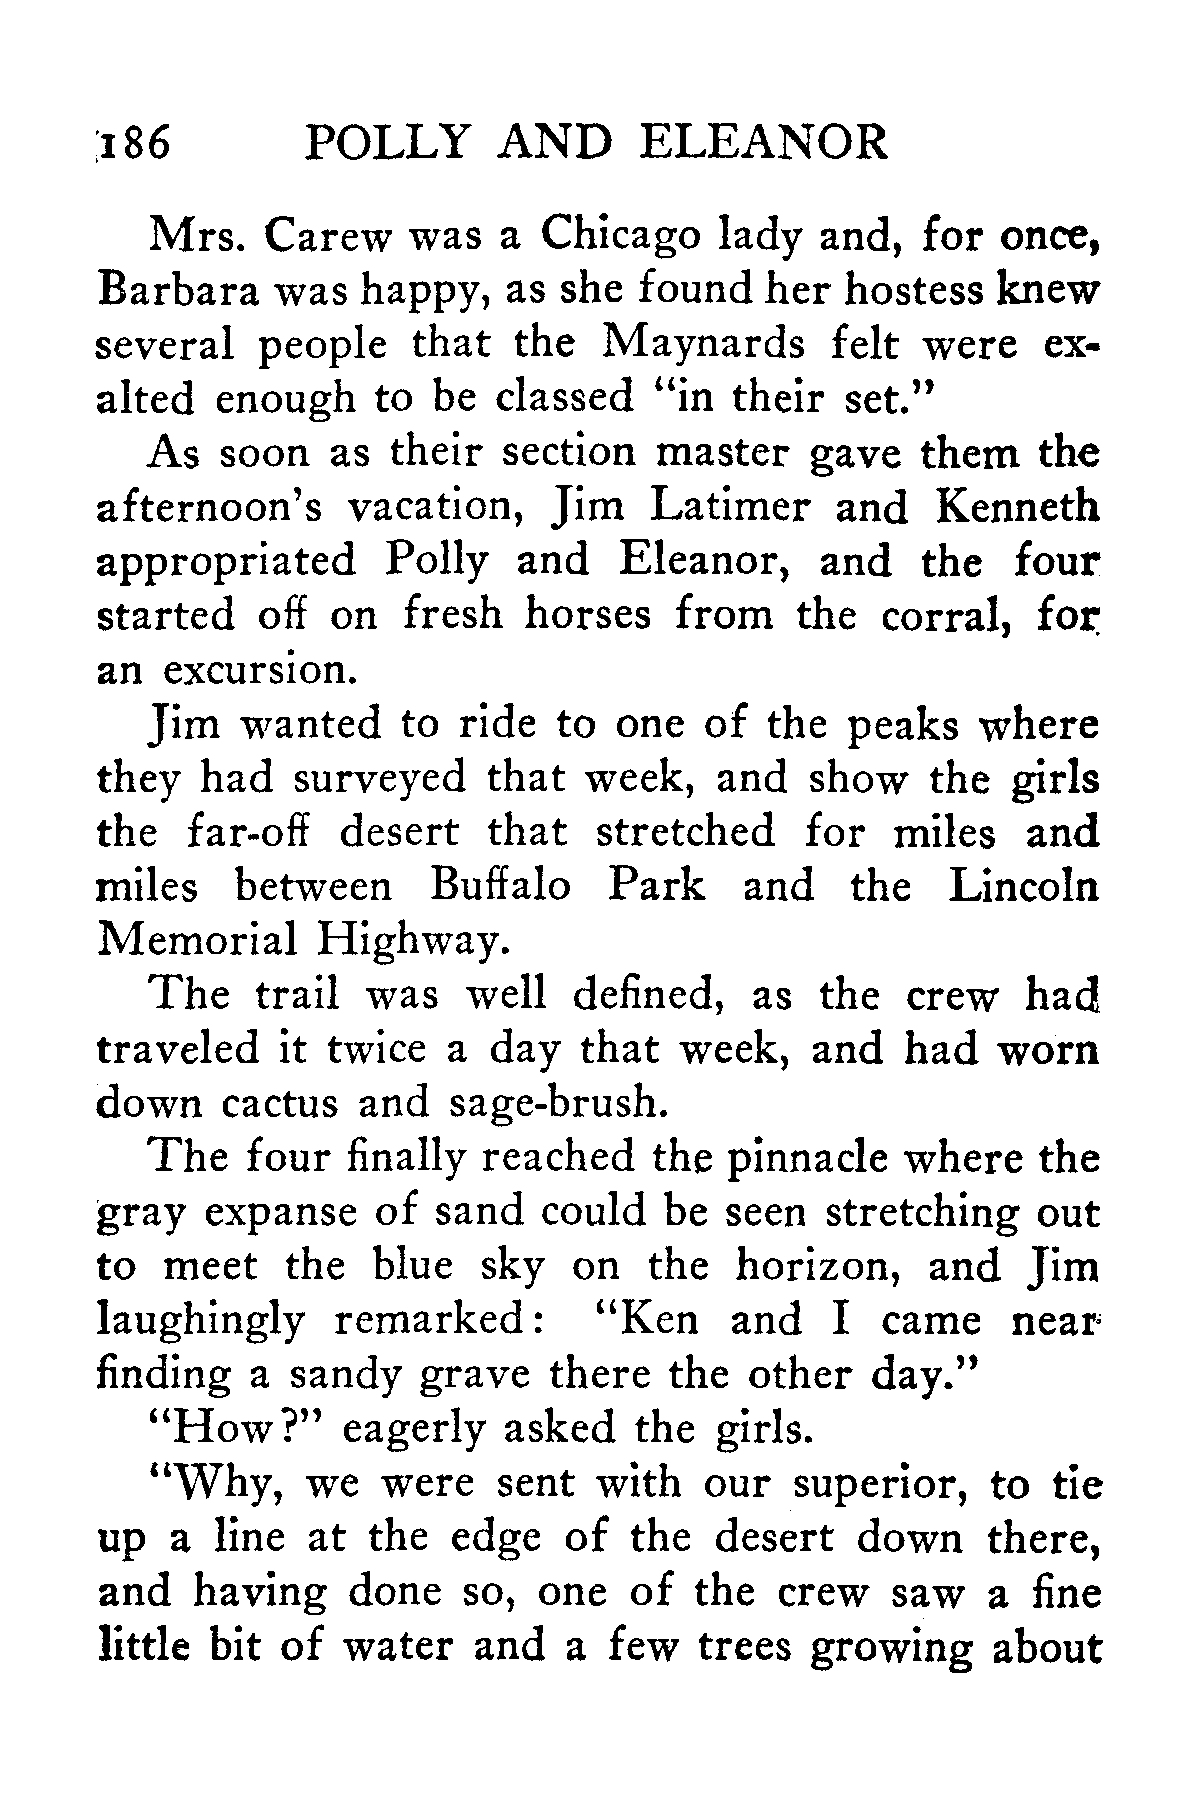 186 POLLY AND ELEANOR
Mrs. Carew was a Chicago lady and, for once,
Barbara was happy, as she found her hostess knew
several people that the Maynards felt were ex-
alted enough to be classed “in their set.”
As soon as their section master gave them the
afternoon’s vacation, Jim Latimer and Kenneth
appropriated Polly and Eleanor, and the four
started off on fresh horses from the corral, for
an excursion.
Jim wanted to ride to one of the peaks where
they had surveyed that week, and show the girls
the far-off desert that stretched for miles and
miles between Buffalo Park and the Lincoln
Memorial Highway.
The trail was well defined, as the crew had
traveled it twice a day that week, and had worn
down cactus and sage-brush.
The four finally reached the pinnacle where the
gray expanse of sand could be seen stretching out
to meet the blue sky on the horizon, and Jim
laughingly remarked: “Ken and I came near
finding a sandy grave there the other day.”
“How?” eagerly asked the girls.
“Why, we were sent with our superior, to tie
up a line at the edge of the desert down there,
and having done so, one of the crew saw a fine
little bit of water and a few trees growing about